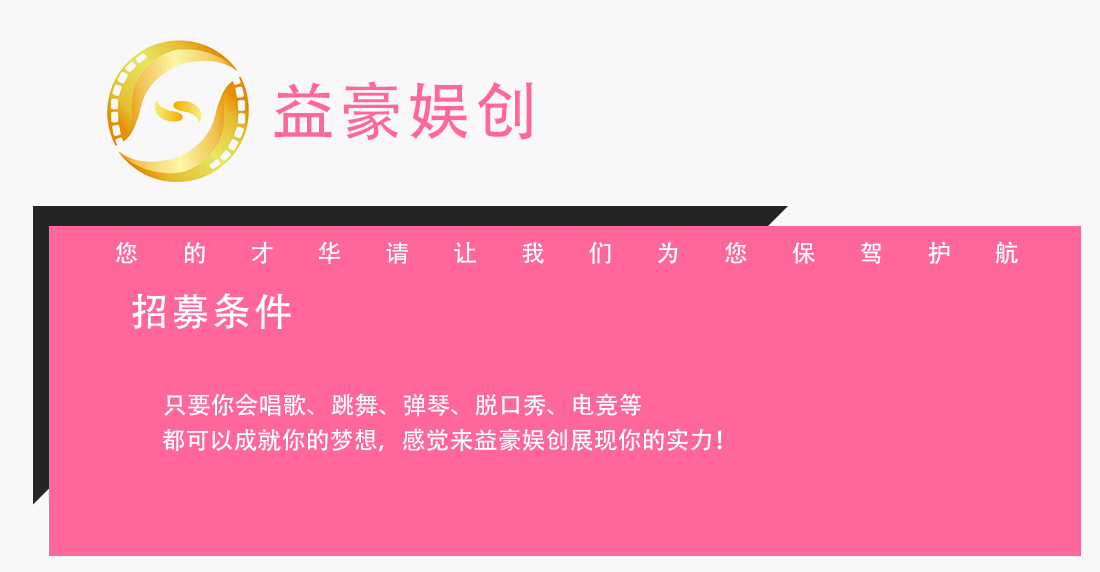 益豪娱创
您的才华请让我们为您保驾护航
招募条件
只要你会唱歌、跳舞、弹琴、脱口秀、电竞等
都可以成就你的梦想，感觉来益豪娱创展现你的实力！